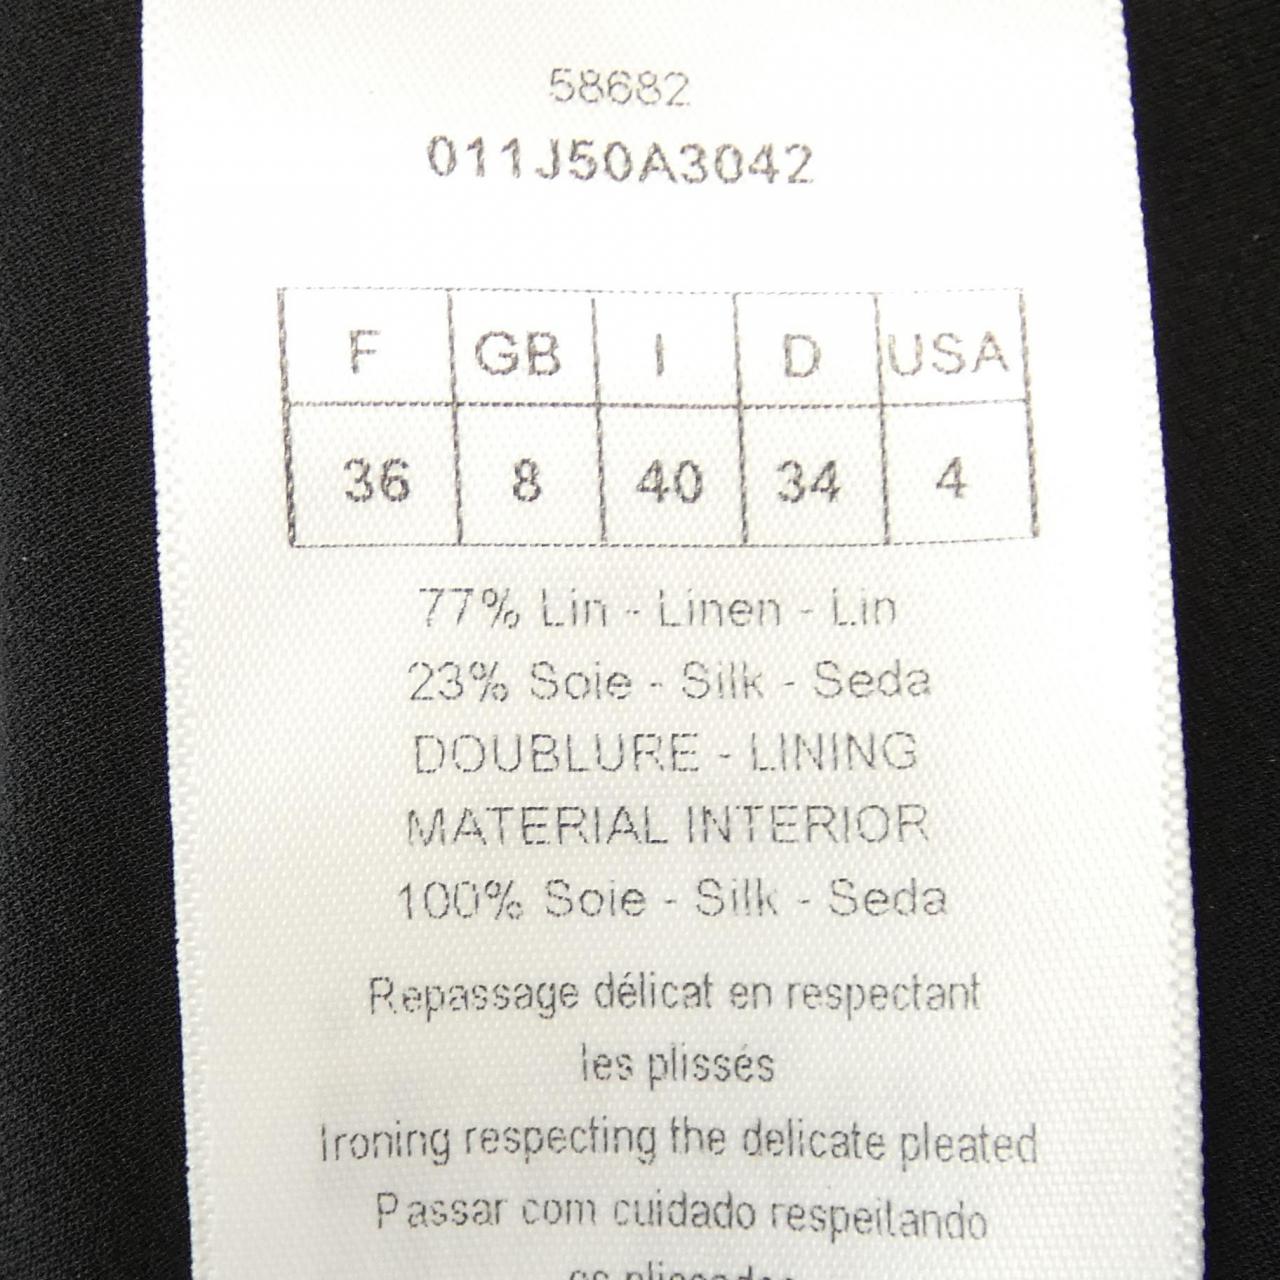 58682
011J50A3042
F GB I D USA
36 8 40 34 4
77% Lin - Linen - Lin
23% Soie - Silk - Seda
DOUBLURE - LINING
MATERIAL INTERIOR
100% Soie - Silk - Seda
Repassage délicat en respectant
les plissés
Ironing respecting the delicate pleated
Passar com cuidado respeitando